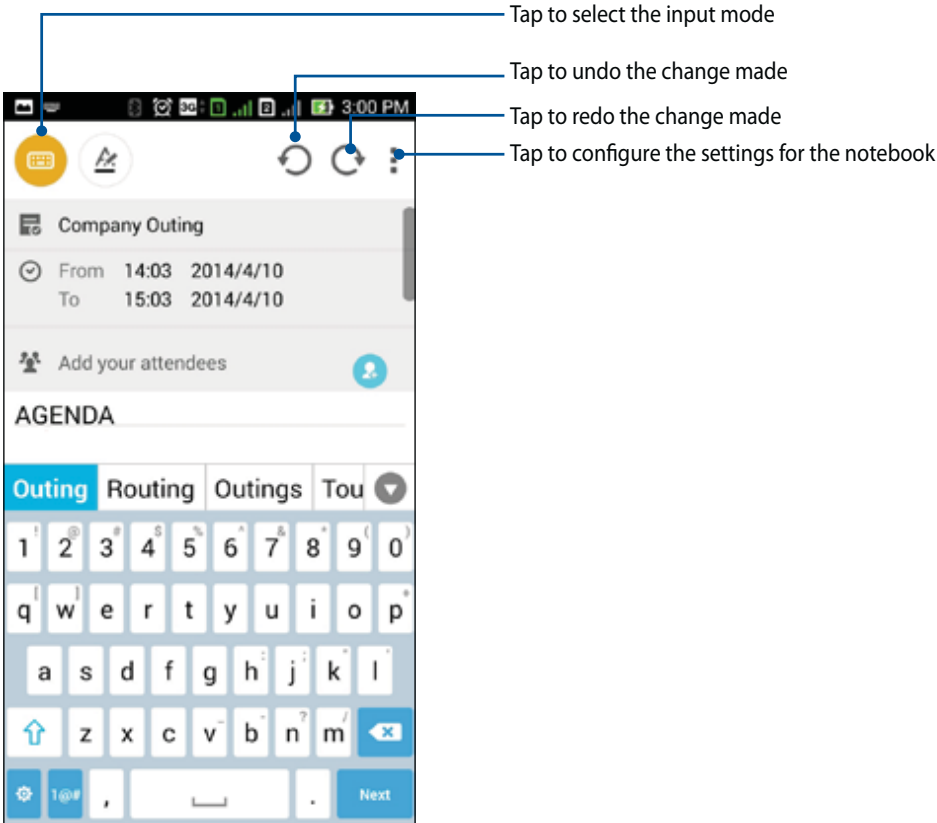 Tap to select the input mode
Tap to undo the change made
Tap to redo the change made
Tap to configure the settings for the notebook
3G 1 2 3:00 PM
Company Outing
From 14:03 2014/4/10
To 15:03 2014/4/10
Add your attendees
AGENDA
Outing Routing Outings Tou
! @ # $ % ^ & * ( )
1 2 3 4 5 6 7 8 9 0
[ ]
q w e r t y u i o p
a s d f g h j k l
z x c v b n m
1@# , . Next